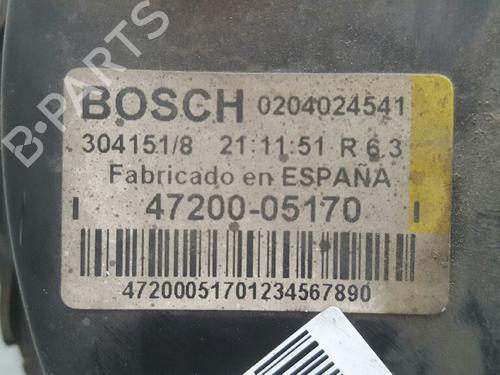 B-PARTS
BOSCH 0204024541
304151/8 21:11:51 R 6.3
Fabricado en ESPAÑA
47200-05170
47200051701234567890